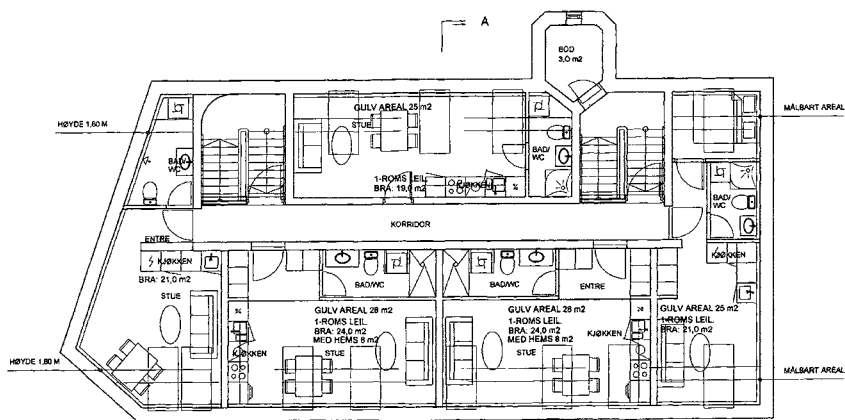 A
BOD
3,0 m2
GULV AREAL 25 m2
STUE
1-ROMS LEIL.
BRA: 19,0 m2
KJØKKEN
BAD/
WC
HØYDE 1,60 M
BAD/
WC
MÅLBART AREAL
BAD/
WC
KORRIDOR
ENTRE
KJØKKEN
BRA: 21,0 m2
STUE
BAD/WC
GULV AREAL 28 m2
1-ROMS LEIL.
BRA: 24,0 m2
MED HEMS 8 m2
STUE
KJØKKEN
BAD/WC
ENTRE
GULV AREAL 28 m2
1-ROMS LEIL.
BRA: 24,0 m2
MED HEMS 8 m2
STUE
KJØKKEN
KJØKKEN
GULV AREAL 25 m2
1-ROMS LEIL.
BRA: 21,0 m2
STUE
HØYDE 1,60 M
MÅLBART AREAL